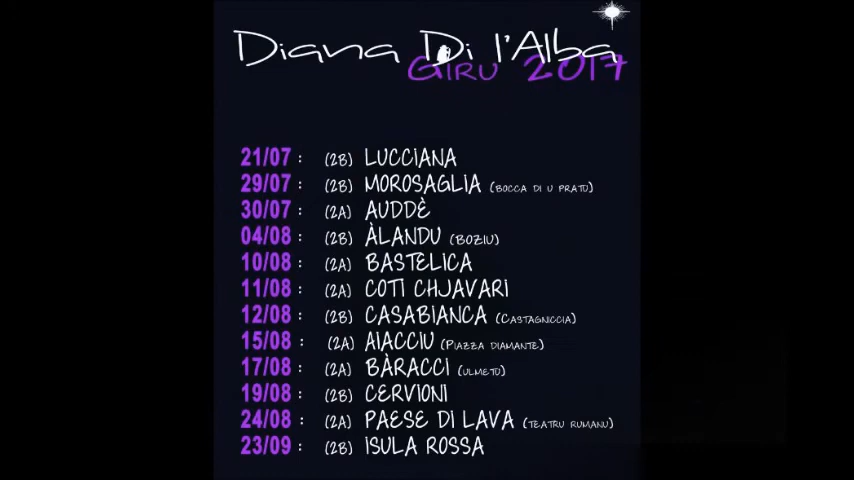 Diana Di l'Alba
GIRU 2017
21/07 : (2B) LUCCIANA
29/07 : (2B) MOROSAGLIA (BOCCA DI U PRATU)
30/07 : (2A) AUDDÈ
04/08 : (2B) ÀLANDU (BOZIU)
10/08 : (2A) BASTELICA
11/08 : (2A) COTI CHJAVARI
12/08 : (2B) CASABIANCA (CASTAGNICCIA)
15/08 : (2A) AIACCIU (PIAZZA DIAMANTE)
17/08 : (2A) BÀRACCI (ULMETO)
19/08 : (2B) CERVIONI
24/08 : (2A) PAESE DI LAVA (TEATRU RUMANU)
23/09 : (2B) ISULA ROSSA